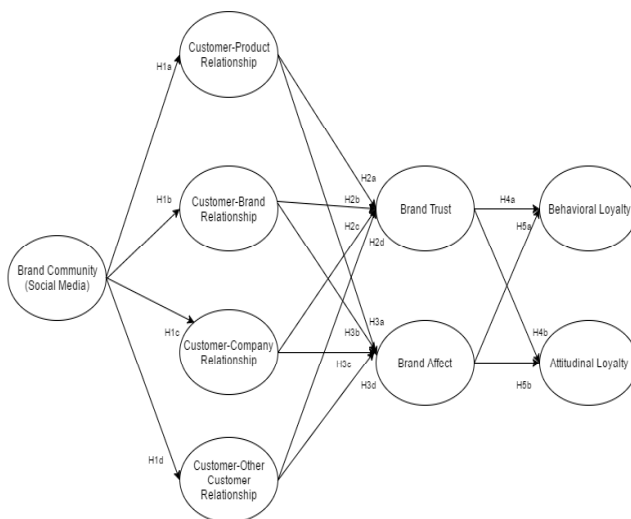 Customer-Product
Relationship
H1a
H2a
H1b
Customer-Brand
Relationship
H2b
H2c
H2d
Brand Trust
H4a
H5a
Behavioral Loyalty
Brand Community
(Social Media)
H1c
Customer-Company
Relationship
H3a
H3b
H3c
H3d
Brand Affect
H4b
H5b
Attitudinal Loyalty
H1d
Customer-Other
Customer
Relationship